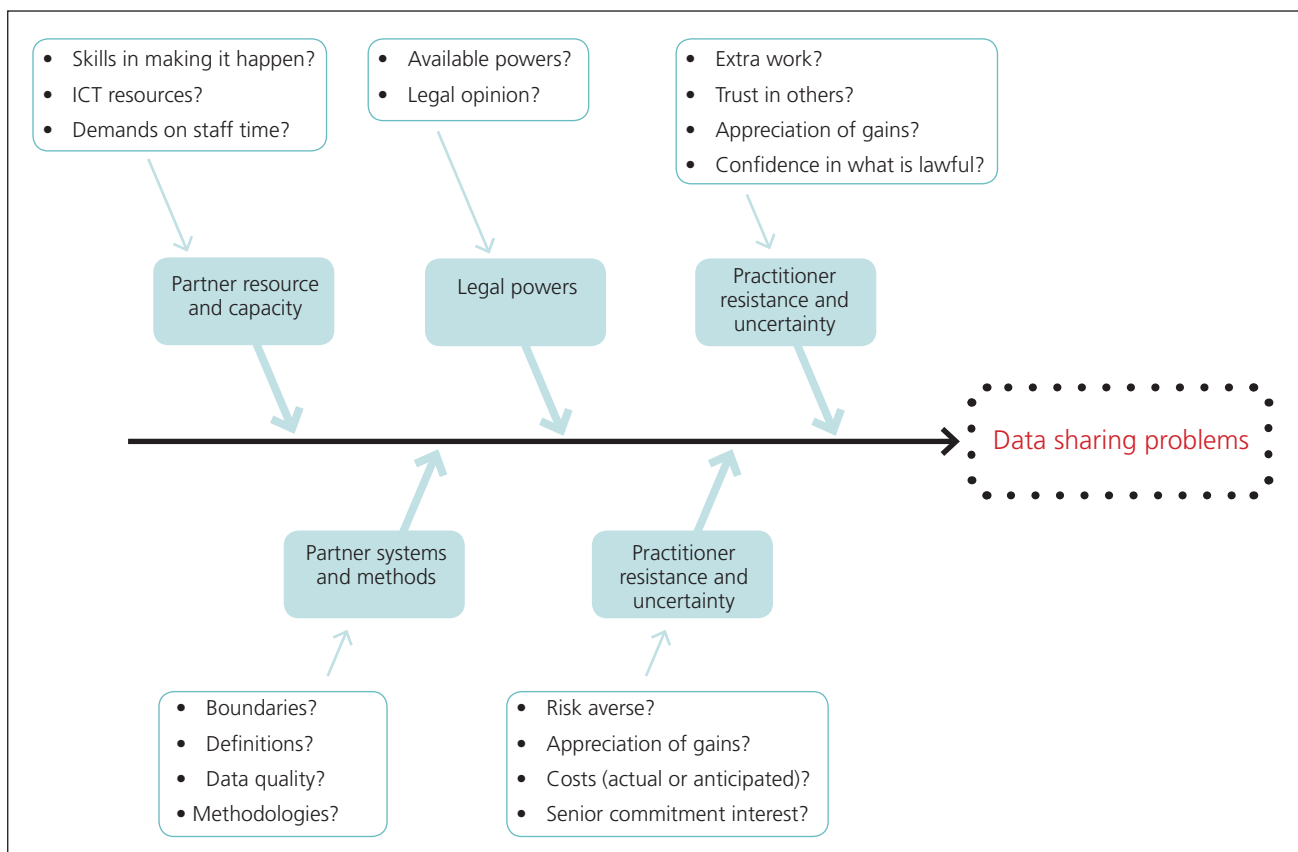 • Skills in making it happen?
• ICT resources?
• Demands on staff time?
• Available powers?
• Legal opinion?
• Extra work?
• Trust in others?
• Appreciation of gains?
• Confidence in what is lawful?
Partner resource
and capacity
Legal powers
Practitioner
resistance and
uncertainty
Data sharing problems
Partner systems
and methods
Practitioner
resistance and
uncertainty
• Boundaries?
• Definitions?
• Data quality?
• Methodologies?
• Risk averse?
• Appreciation of gains?
• Costs (actual or anticipated)?
• Senior commitment interest?